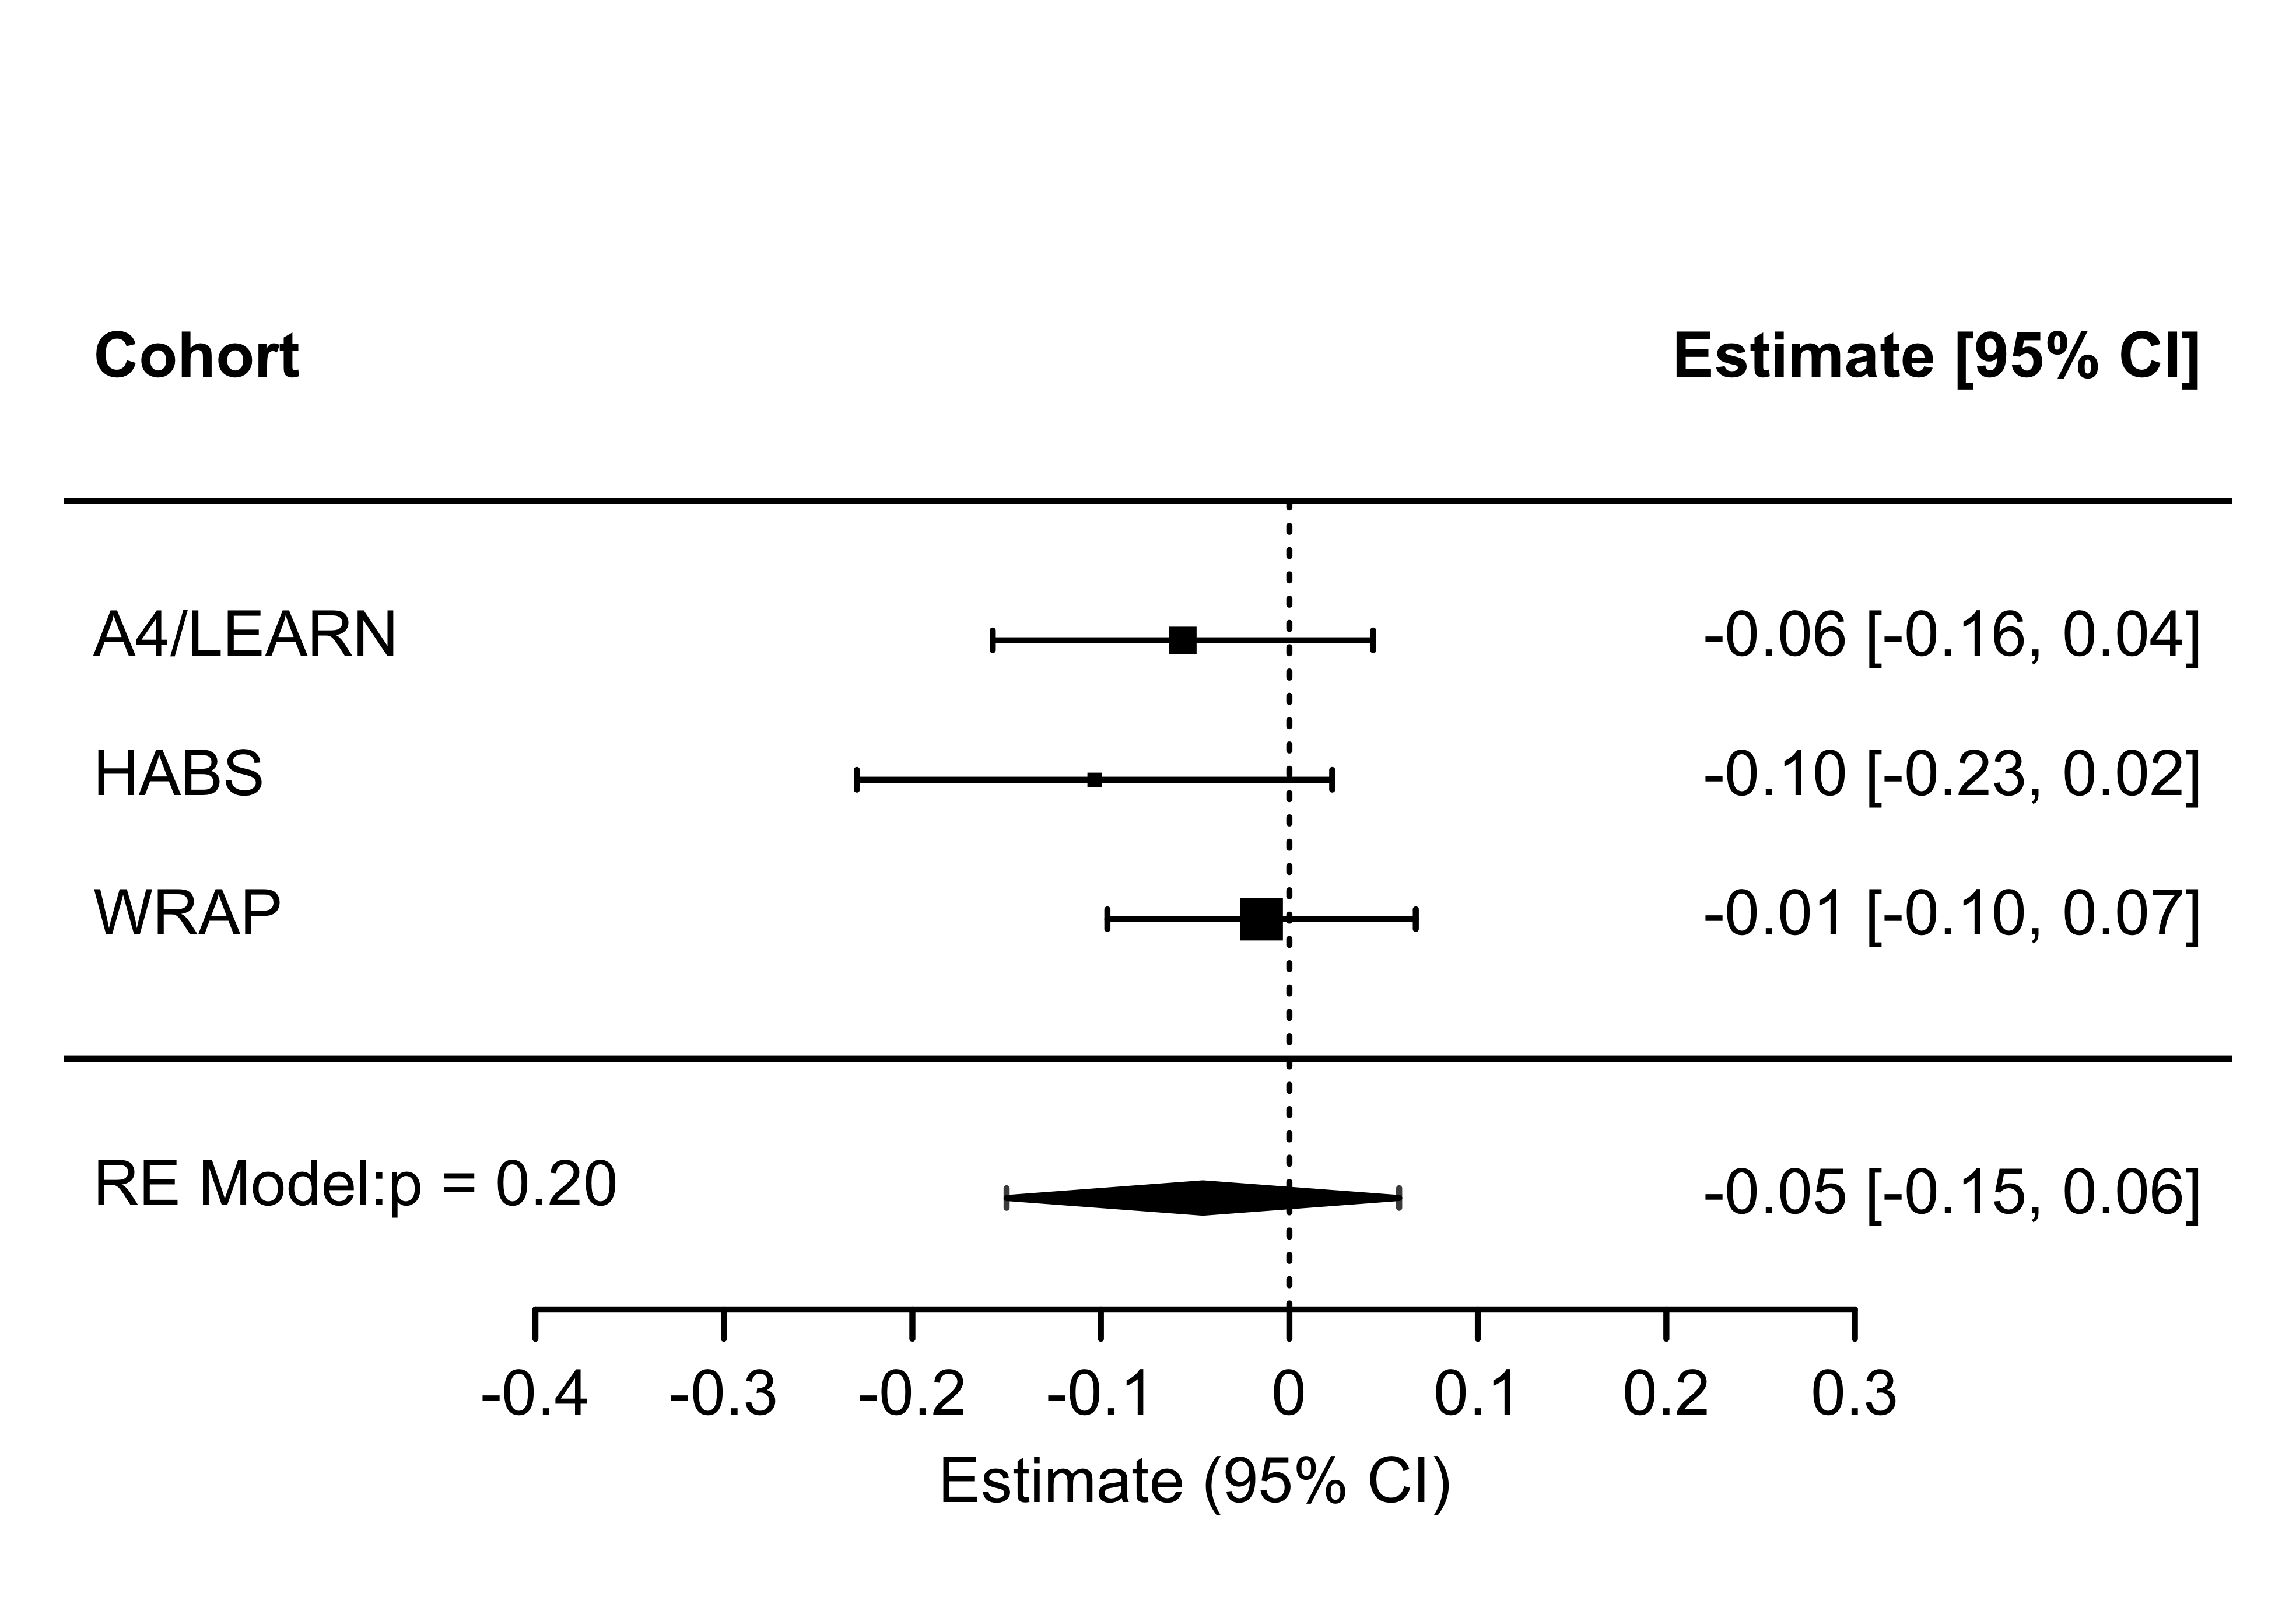 Cohort Estimate [95% CI]
A4/LEARN -0.06 [-0.16, 0.04]
HABS -0.10 [-0.23, 0.02]
WRAP -0.01 [-0.10, 0.07]
RE Model:p = 0.20 -0.05 [-0.15, 0.06]
-0.4 -0.3 -0.2 -0.1 0 0.1 0.2 0.3
Estimate (95% CI)